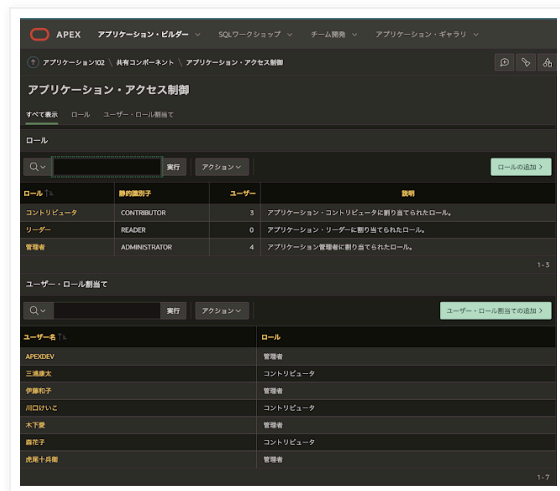 APEX アプリケーション・ビルダー SQLワークショップ チーム開発 アプリケーション・ギャラリ
アプリケーション102 \ 共有コンポーネント \ アプリケーション・アクセス制御
アプリケーション・アクセス制御
すべて表示 ロール ユーザー・ロール割当て
ロール
実行 アクション ロールの追加
ロール 静的識別子 ユーザー 説明
コントリビュータ CONTRIBUTOR 3 アプリケーション・コントリビュータに割り当てられたロール。
リーダー READER 0 アプリケーション・リーダーに割り当てられたロール。
管理者 ADMINISTRATOR 4 アプリケーション管理者に割り当てられたロール。
1-3
ユーザー・ロール割当て
実行 アクション ユーザー・ロール割当ての追加
ユーザー名 ロール
APEXDEV 管理者
三浦康太 コントリビュータ
伊藤和子 管理者
川口けいこ コントリビュータ
木下愛 管理者
森花子 コントリビュータ
虎尾十兵衛 管理者
1-7